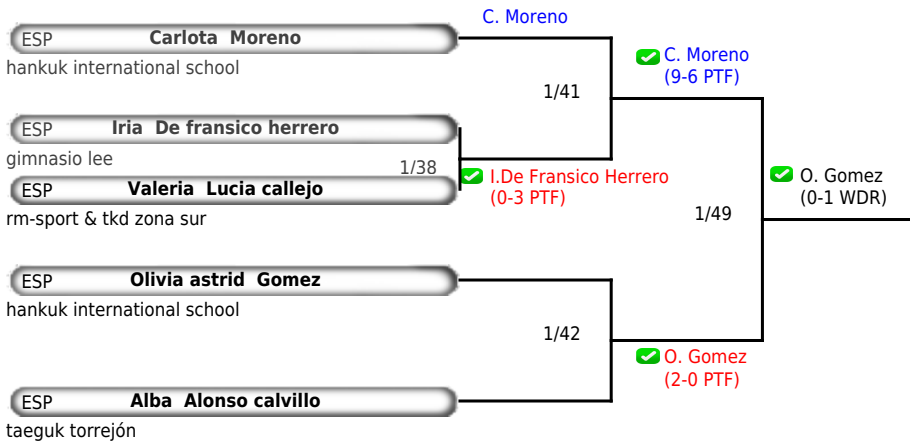 C. Moreno
ESP Carlota Moreno
hankuk international school
C. Moreno
(9-6 PTF)
1/41
ESP Iria De fransico herrero
gimnasio lee
1/38
I.De Fransico Herrero
(0-3 PTF)
ESP Valeria Lucia callejo
rm-sport & tkd zona sur
O. Gomez
(0-1 WDR)
1/49
ESP Olivia astrid Gomez
hankuk international school
1/42
O. Gomez
(2-0 PTF)
ESP Alba Alonso calvillo
taeguk torrejón